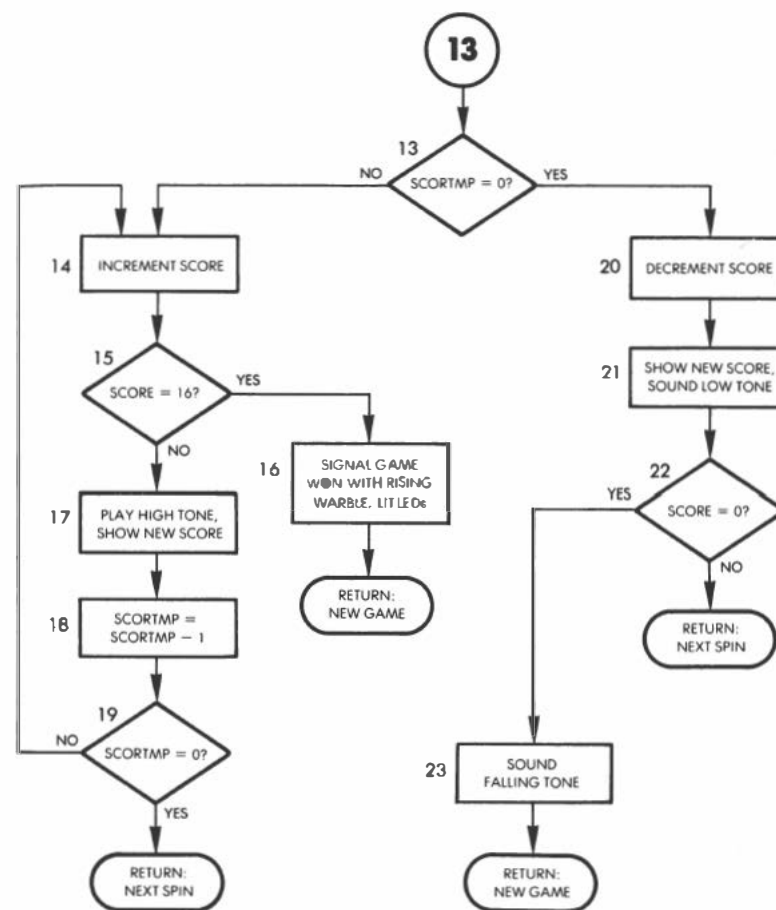 13
13
SCORTMP = 0?
NO
YES
14
INCREMENT SCORE
15
SCORE = 16?
YES
NO
16
SIGNAL GAME
WON WITH RISING
WARBLE, LIT LEDs
RETURN:
NEW GAME
17
PLAY HIGH TONE,
SHOW NEW SCORE
18
SCORTMP =
SCORTMP − 1
19
SCORTMP = 0?
NO
YES
RETURN:
NEXT SPIN
20
DECREMENT SCORE
21
SHOW NEW SCORE,
SOUND LOW TONE
22
SCORE = 0?
YES
NO
RETURN:
NEXT SPIN
23
SOUND
FALLING TONE
RETURN:
NEW GAME